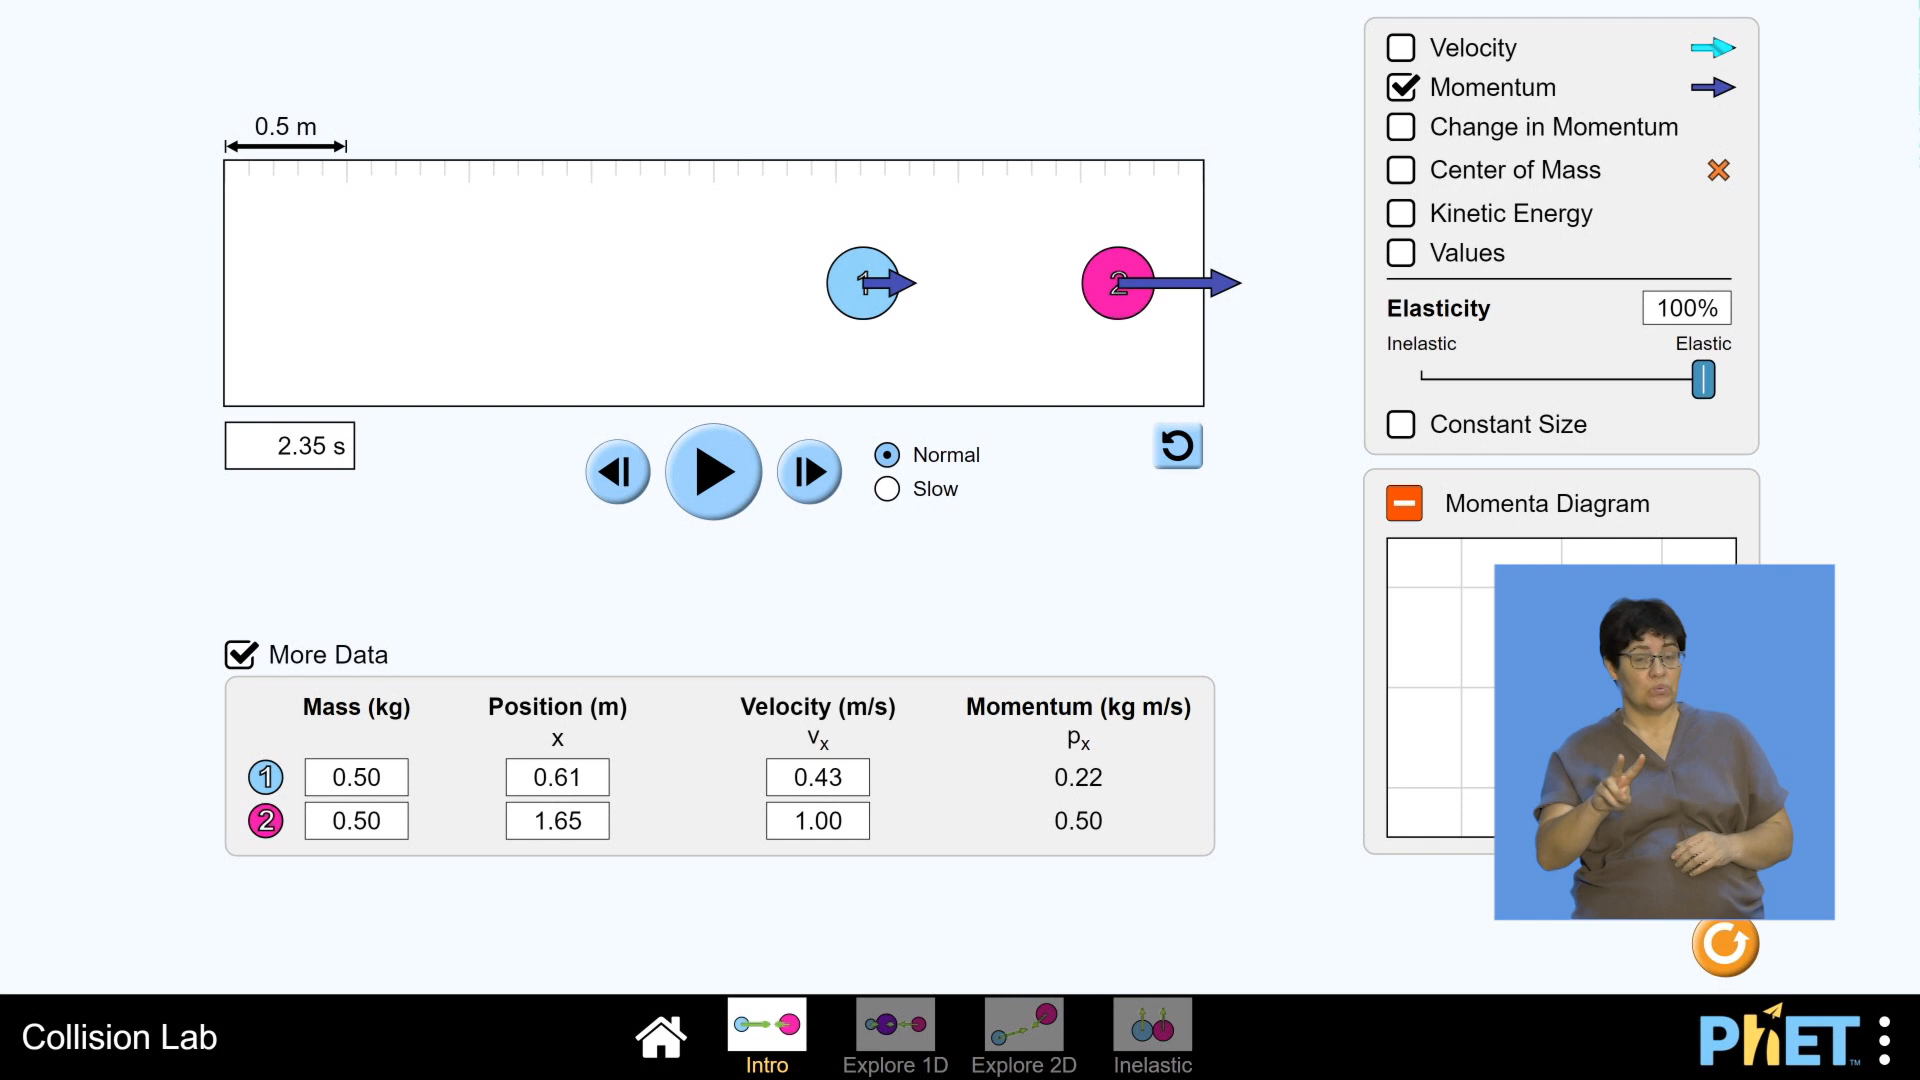 Velocity
Momentum
Change in Momentum
Center of Mass
Kinetic Energy
Values
Elasticity 100%
Inelastic Elastic
Constant Size
0.5 m
1 2
2.35 s
Normal
Slow
Momenta Diagram
More Data
Mass (kg) Position (m) Velocity (m/s) Momentum (kg m/s)
x vx px
1 0.50 0.61 0.43 0.22
2 0.50 1.65 1.00 0.50
Collision Lab
Intro Explore 1D Explore 2D Inelastic
PhET™